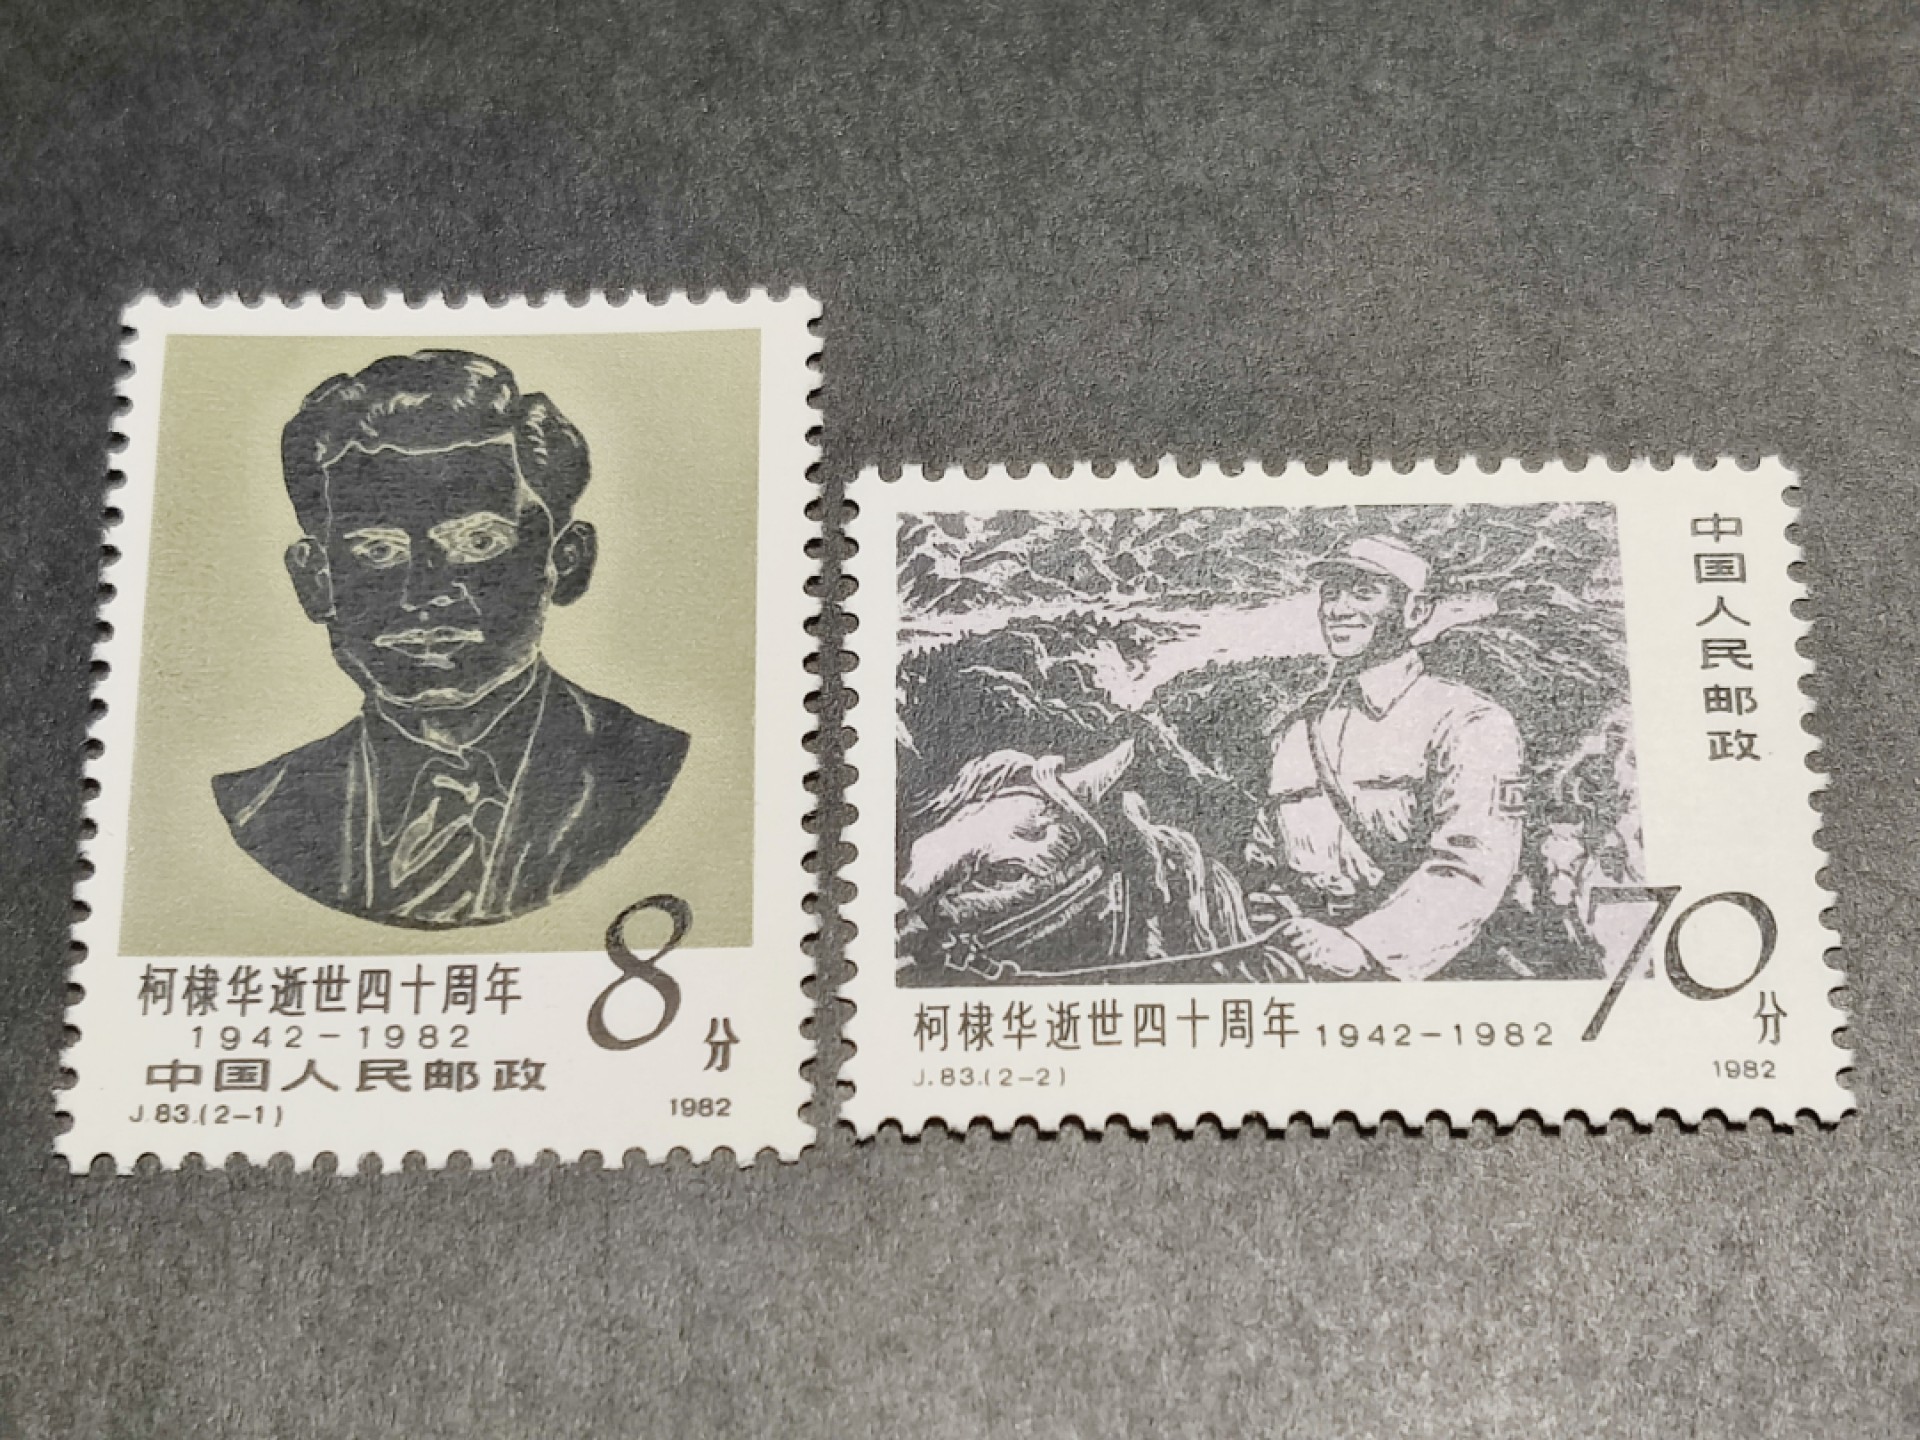 柯棣华逝世四十周年
1942-1982
中国人民邮政
J.83.(2-1)
1982
8分
中国人民邮政
70分
柯棣华逝世四十周年 1942-1982
J.83.(2-2)
1982